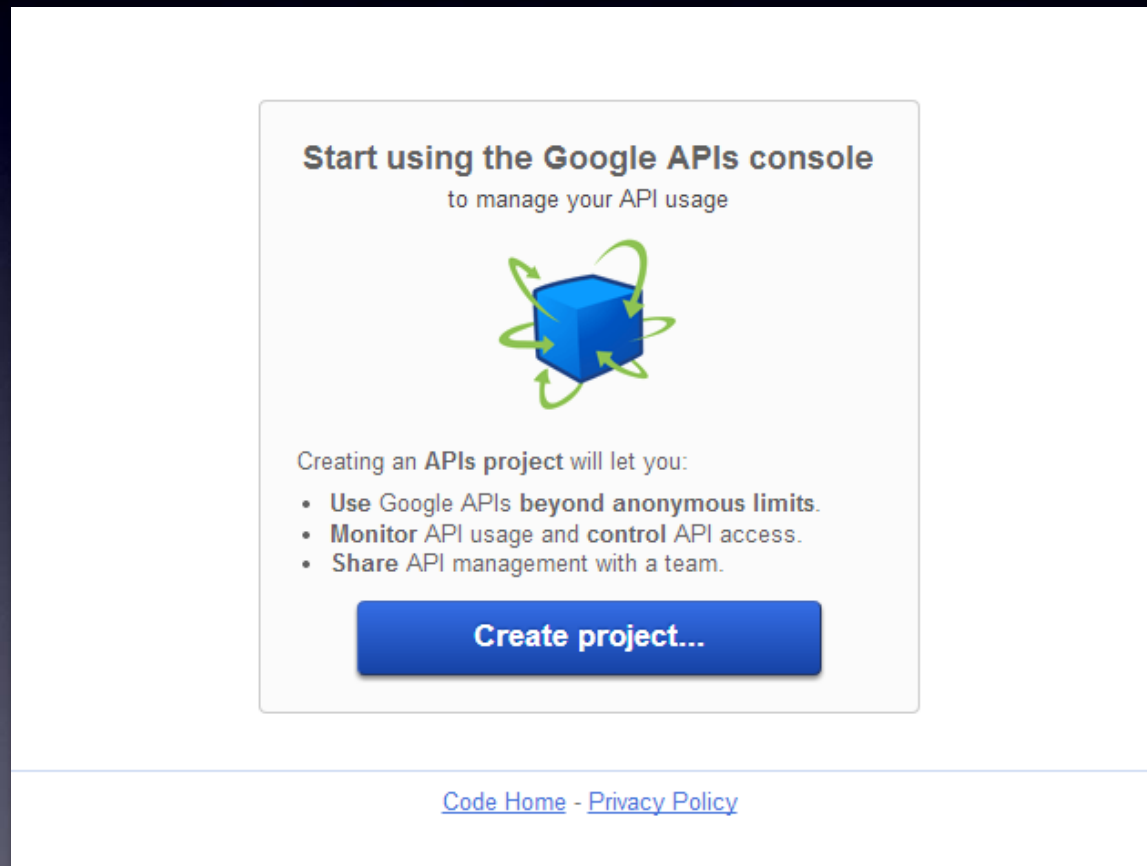 Start using the Google APIs console
to manage your API usage
Creating an APIs project will let you:
• Use Google APIs beyond anonymous limits.
• Monitor API usage and control API access.
• Share API management with a team.
Create project...
Code Home - Privacy Policy